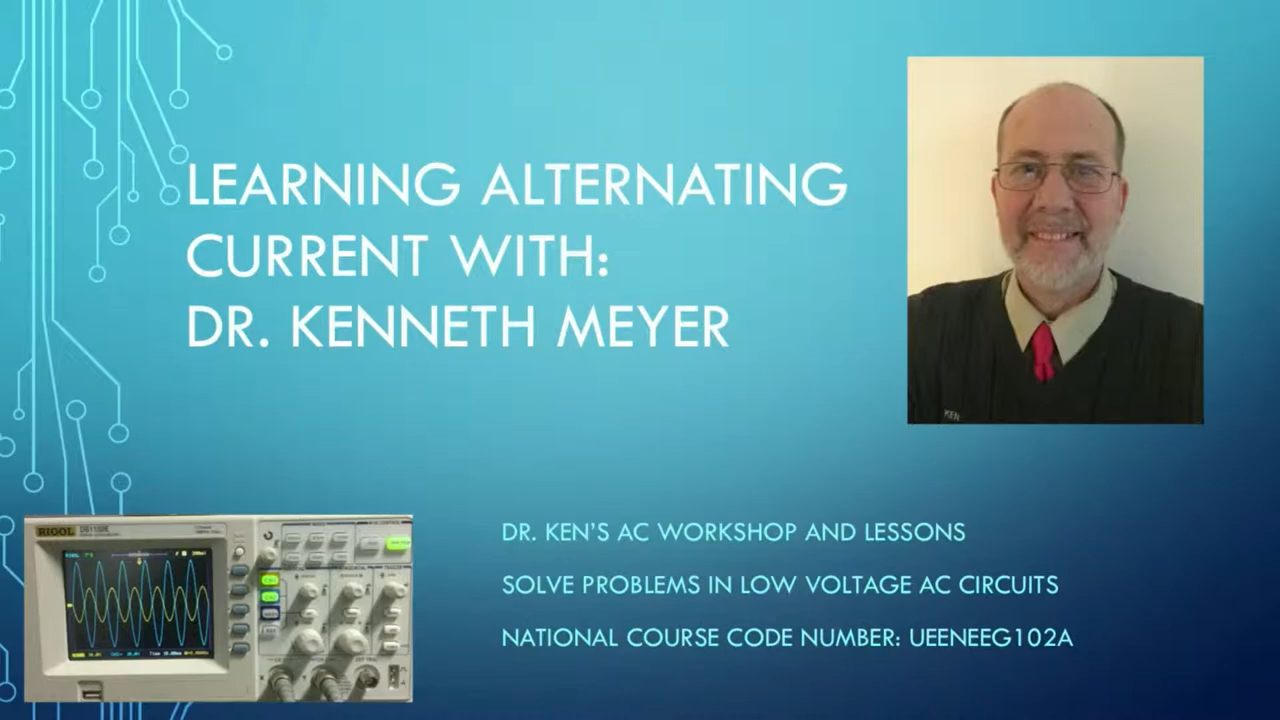 LEARNING ALTERNATING
CURRENT WITH:
DR. KENNETH MEYER
KEN
RIGOL
DR. KEN'S AC WORKSHOP AND LESSONS
SOLVE PROBLEMS IN LOW VOLTAGE AC CIRCUITS
NATIONAL COURSE CODE NUMBER: UEENEEG102A